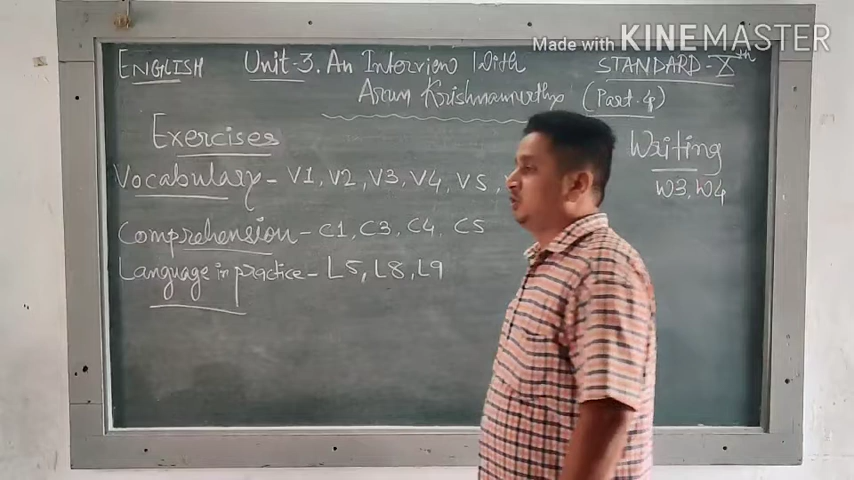 Made with KINEMASTER
ENGLISH Unit-3. An Interview With STANDARD-Xth
Arun Krishnamurthy (Part-4)
Exercises
Writing
Vocabulary - V1, V2, V3, V4, V5,
W3, W4
Comprehension - C1, C3, C4, C5
Language in practice - L5, L8, L9